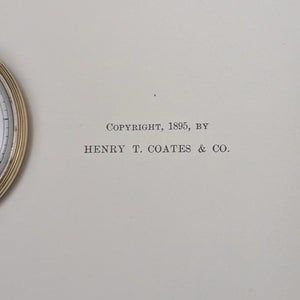 Copyright, 1895, by
HENRY T. COATES & CO.